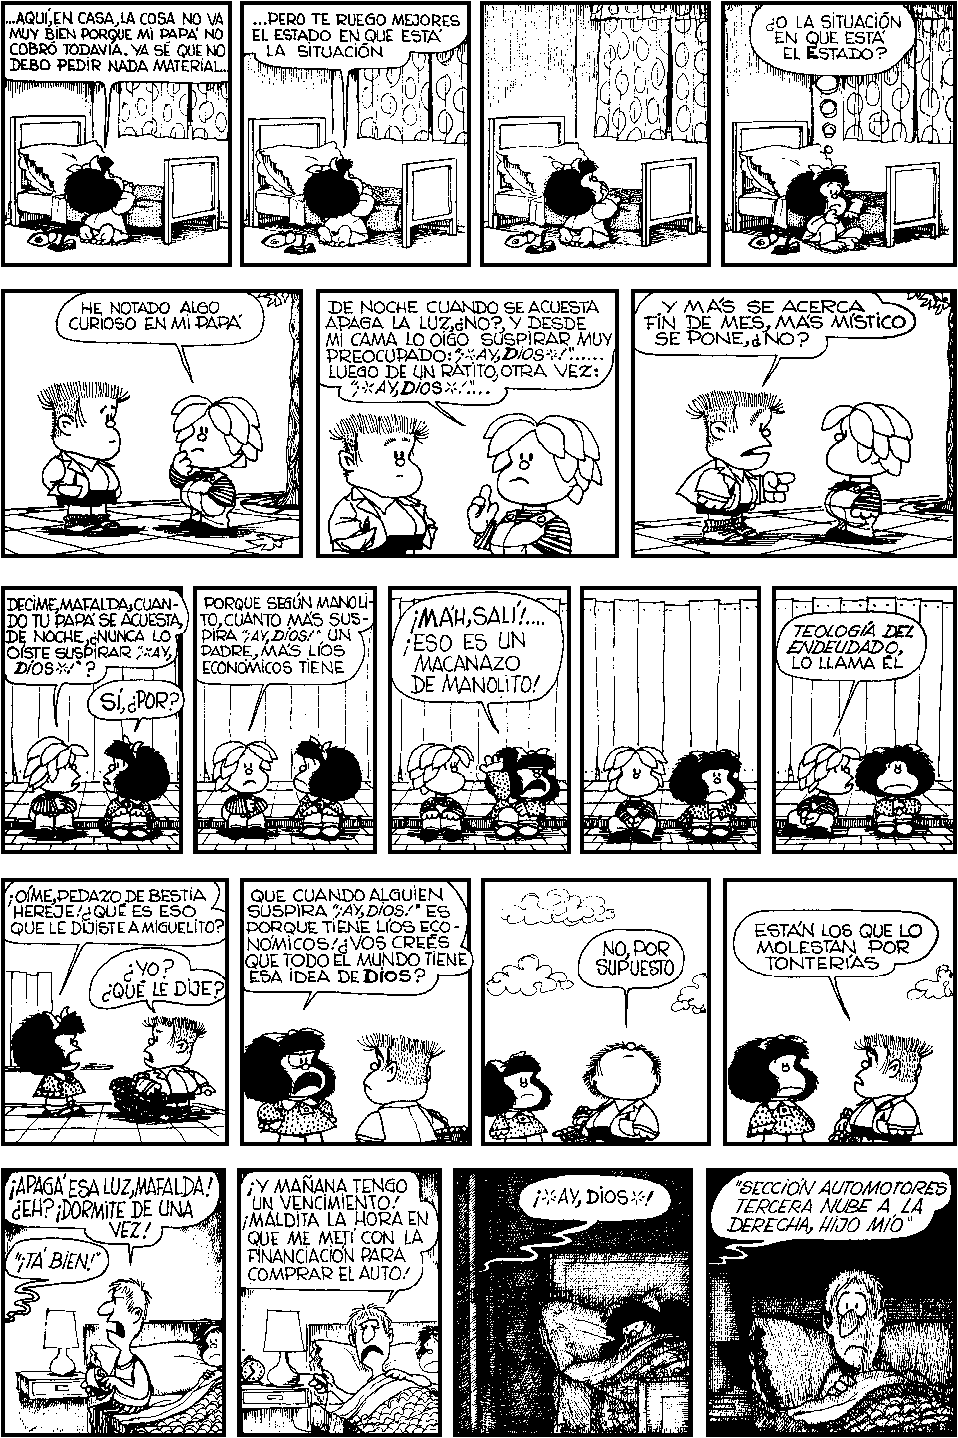 ...AQUÍ, EN CASA, LA COSA NO VA
MUY BIEN PORQUE MI PAPÁ NO
COBRÓ TODAVÍA. YA SÉ QUE NO
DEBO PEDIR NADA MATERIAL...
...PERO TE RUEGO MEJORES
EL ESTADO EN QUE ESTÁ
LA SITUACIÓN
¿O LA SITUACIÓN
EN QUE ESTÁ
EL ESTADO?
HE NOTADO ALGO
CURIOSO EN MI PAPÁ
DE NOCHE CUANDO SE ACUESTA
APAGA LA LUZ, ¿NO?, Y DESDE
MI CAMA LO OIGO SUSPIRAR MUY
PREOCUPADO: "¡AY, DIOS!".....
LUEGO DE UN RATITO, OTRA VEZ:
"¡AY, DIOS!"....
Y MÁS SE ACERCA
FIN DE MES, MÁS MÍSTICO
SE PONE, ¿NO?
DECIME, MAFALDA, CUAN-
DO TU PAPÁ SE ACUESTA,
DE NOCHE, ¿NUNCA LO
OÍSTE SUSPIRAR "¡AY,
DIOS!"?
SÍ, ¿POR?
PORQUE SEGÚN MANOLI-
TO, CUANTO MÁS SUS-
PIRA "¡AY, DIOS!" UN
PADRE, MÁS LÍOS
ECONÓMICOS TIENE
¡MÁH, SALÍ!....
¡ESO ES UN
MACANAZO
DE MANOLITO!
TEOLOGÍA DEL
ENDEUDADO,
LO LLAMA ÉL
¡OÍME, PEDAZO DE BESTIA
HEREJE! ¿QUÉ ES ESO
QUE LE DIJISTE A MIGUELITO?
¿YO?
¿QUÉ LE DIJE?
QUE CUANDO ALGUIEN
SUSPIRA "¡AY, DIOS!" ES
PORQUE TIENE LÍOS ECO-
NÓMICOS! ¿VOS CREÉS
QUE TODO EL MUNDO TIENE
ESA IDEA DE DIOS?
NO, POR
SUPUESTO
ESTÁN LOS QUE LO
MOLESTAN POR
TONTERÍAS
¡APAGÁ ESA LUZ, MAFALDA!
¿EH? ¡DORMITE DE UNA
VEZ!
"¡TÁ BIEN!"
¡Y MAÑANA TENGO
UN VENCIMIENTO!
¡MALDITA LA HORA EN
QUE ME METÍ CON LA
FINANCIACIÓN PARA
COMPRAR EL AUTO!
¡AY, DIOS!
"SECCIÓN AUTOMOTORES
TERCERA NUBE A LA
DERECHA, HIJO MÍO"